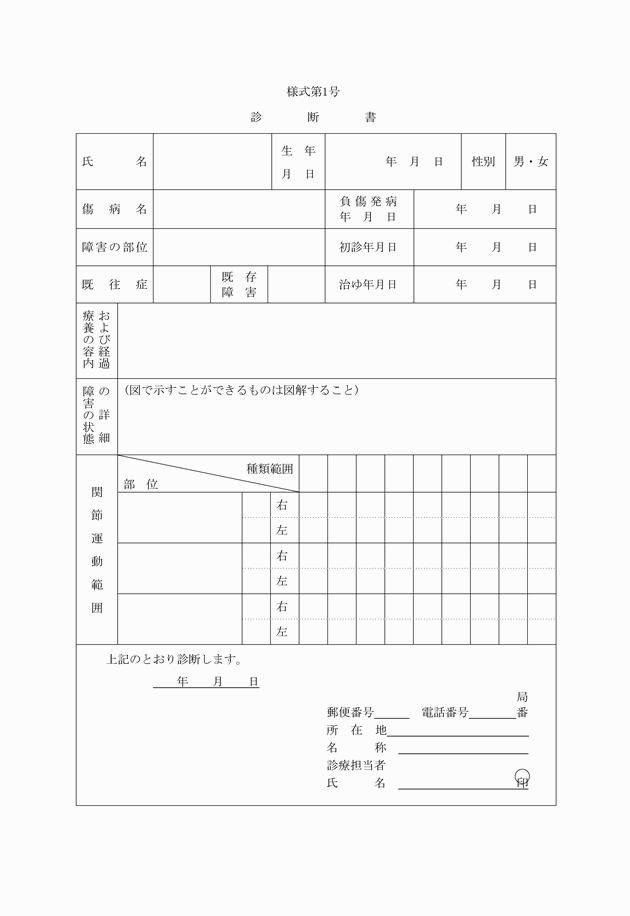 様式第1号
診断書
氏名
生年月日
年 月 日
性別
男・女
傷病名
負傷発病年月日
年 月 日
障害の部位
初診年月日
年 月 日
既往症
既存障害
治ゆ年月日
年 月 日
療養の容内
および経過
障害の状態
の詳細
(図で示すことができるものは図解すること)
関節運動範囲
種類範囲
部位
右
左
右
左
右
左
上記のとおり診断します。
年 月 日
局
郵便番号 電話番号 番
所在地
名称
診療担当者
氏名 印